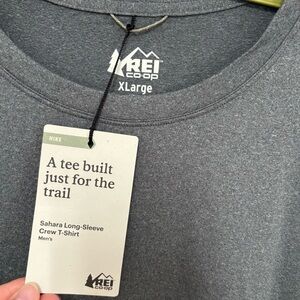 REI
CO·OP
XLarge
HIKE
A tee built
just for the
trail
Sahara Long-Sleeve
Crew T-Shirt
Men's
REI
CO·OP